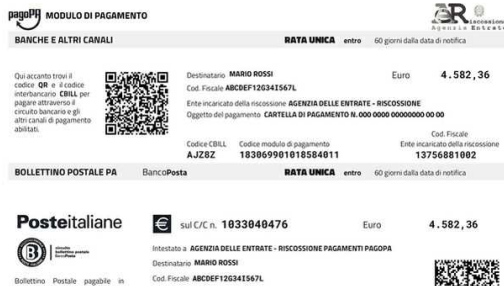 pagoPA MODULO DI PAGAMENTO
AER Riscossione
Agenzia Entrate
BANCHE E ALTRI CANALI RATA UNICA entro 60 giorni dalla data di notifica
Qui accanto trovi il
codice QR e il codice
interbancario CBILL per
pagare attraverso il
circuito bancario e gli
altri canali di pagamento
abilitati.
Destinatario MARIO ROSSI Euro 4.582,36
Cod. Fiscale ABCDEF12G34I567L
Ente incaricato della riscossione AGENZIA DELLE ENTRATE - RISCOSSIONE
Oggetto del pagamento CARTELLA DI PAGAMENTO N. 000 0000 00000000 00 00
Cod. Fiscale
Codice CBILL Codice modulo di pagamento Ente incaricato della riscossione
AJZ8Z 183069901018584011 13756881002
BOLLETTINO POSTALE PA BancoPosta RATA UNICA entro 60 giorni dalla data di notifica
Posteitaliane € sul C/C n. 1033040476 Euro 4.582,36
Intestato a AGENZIA DELLE ENTRATE - RISCOSSIONE PAGAMENTI PAGOPA
Destinatario MARIO ROSSI
Cod. Fiscale ABCDEF12G34I567L
Bollettino Postale pagabile in